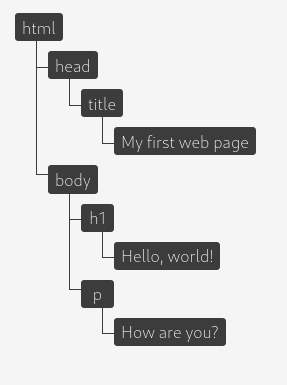 html
head
title
My first web page
body
h1
Hello, world!
p
How are you?